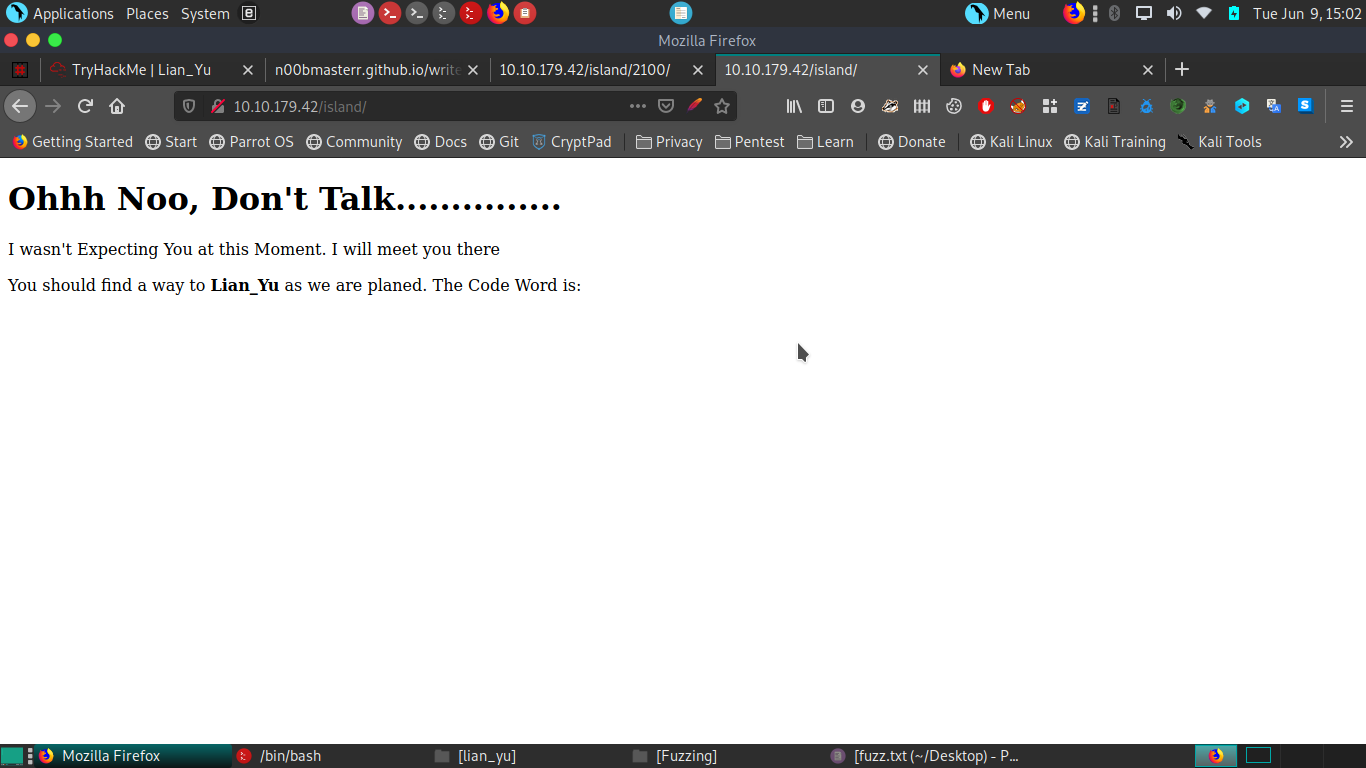 Applications Places System Menu Tue Jun 9, 15:02
Mozilla Firefox
TryHackMe | Lian_Yu n00bmasterr.github.io/write 10.10.179.42/island/2100/ 10.10.179.42/island/ New Tab
10.10.179.42/island/
Getting Started Start Parrot OS Community Docs Git CryptPad Privacy Pentest Learn Donate Kali Linux Kali Training Kali Tools
Ohhh Noo, Don't Talk...............
I wasn't Expecting You at this Moment. I will meet you there
You should find a way to Lian_Yu as we are planed. The Code Word is:
Mozilla Firefox /bin/bash [lian_yu] [Fuzzing] [fuzz.txt (~/Desktop) - P...